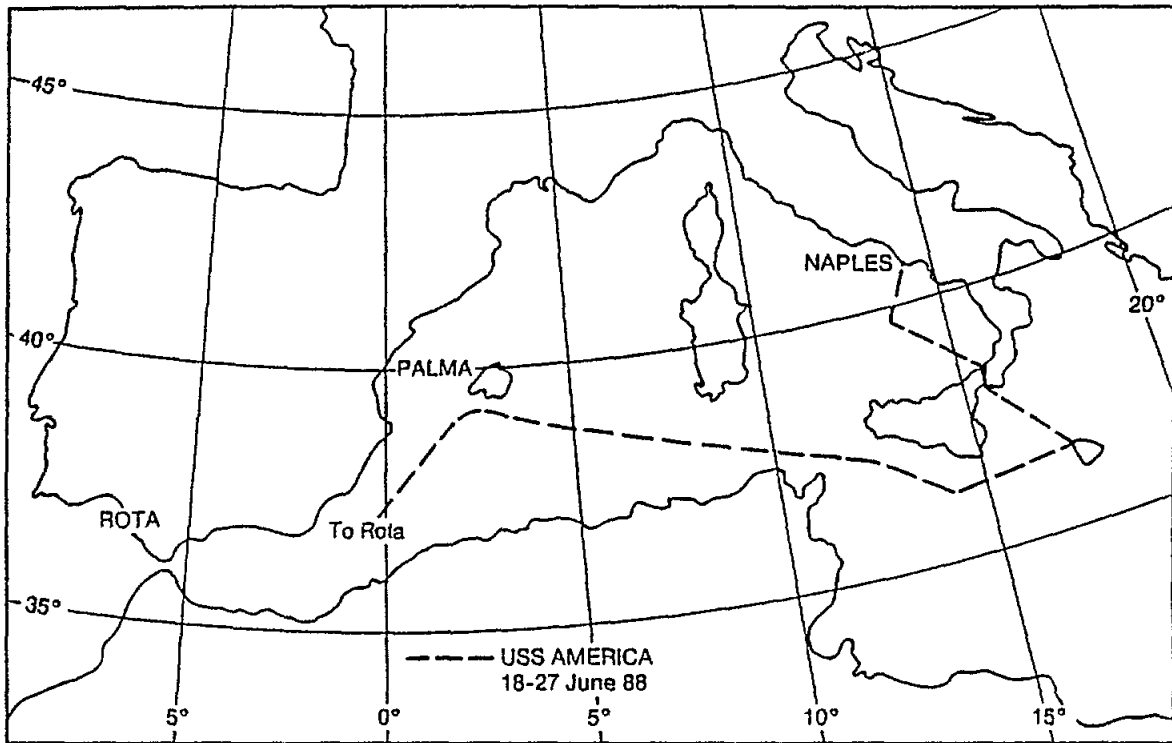 45°
NAPLES
20°
40°
PALMA
ROTA
To Rota
35°
USS AMERICA
18-27 June 88
5°
0°
5°
10°
15°